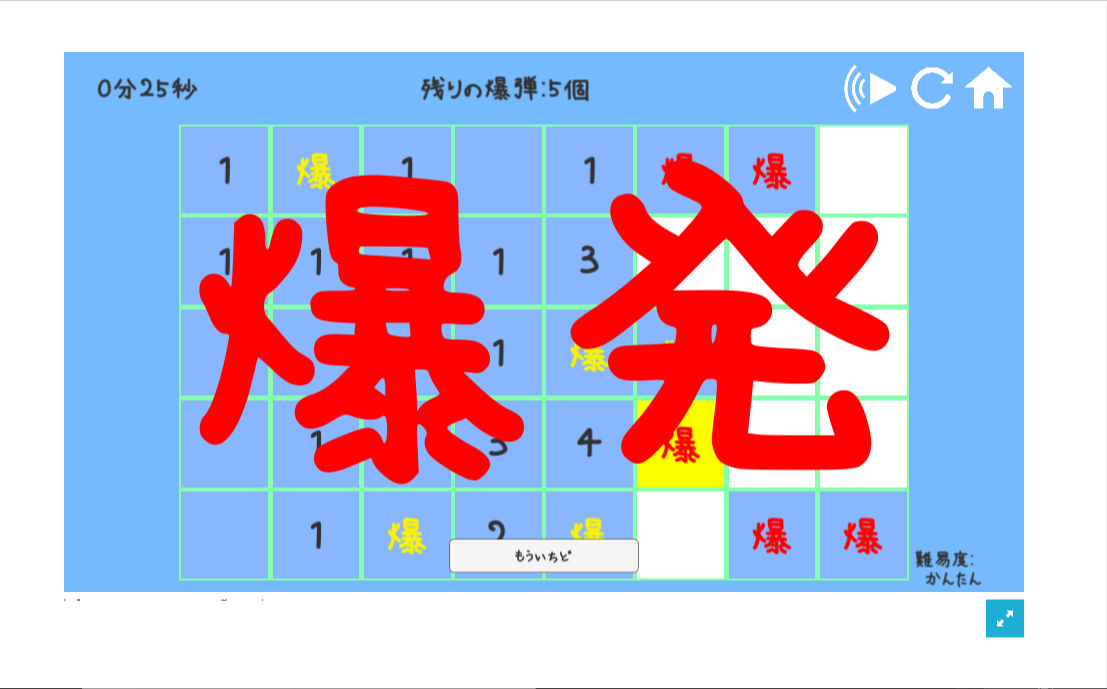 0分25秒 残りの爆弾:5個
1 爆 1 1 爆 爆
1 1 1 1 3
1 爆
1 3 4 爆
1 爆 2 爆 爆 爆
爆発
もういちど
難易度:
かんたん